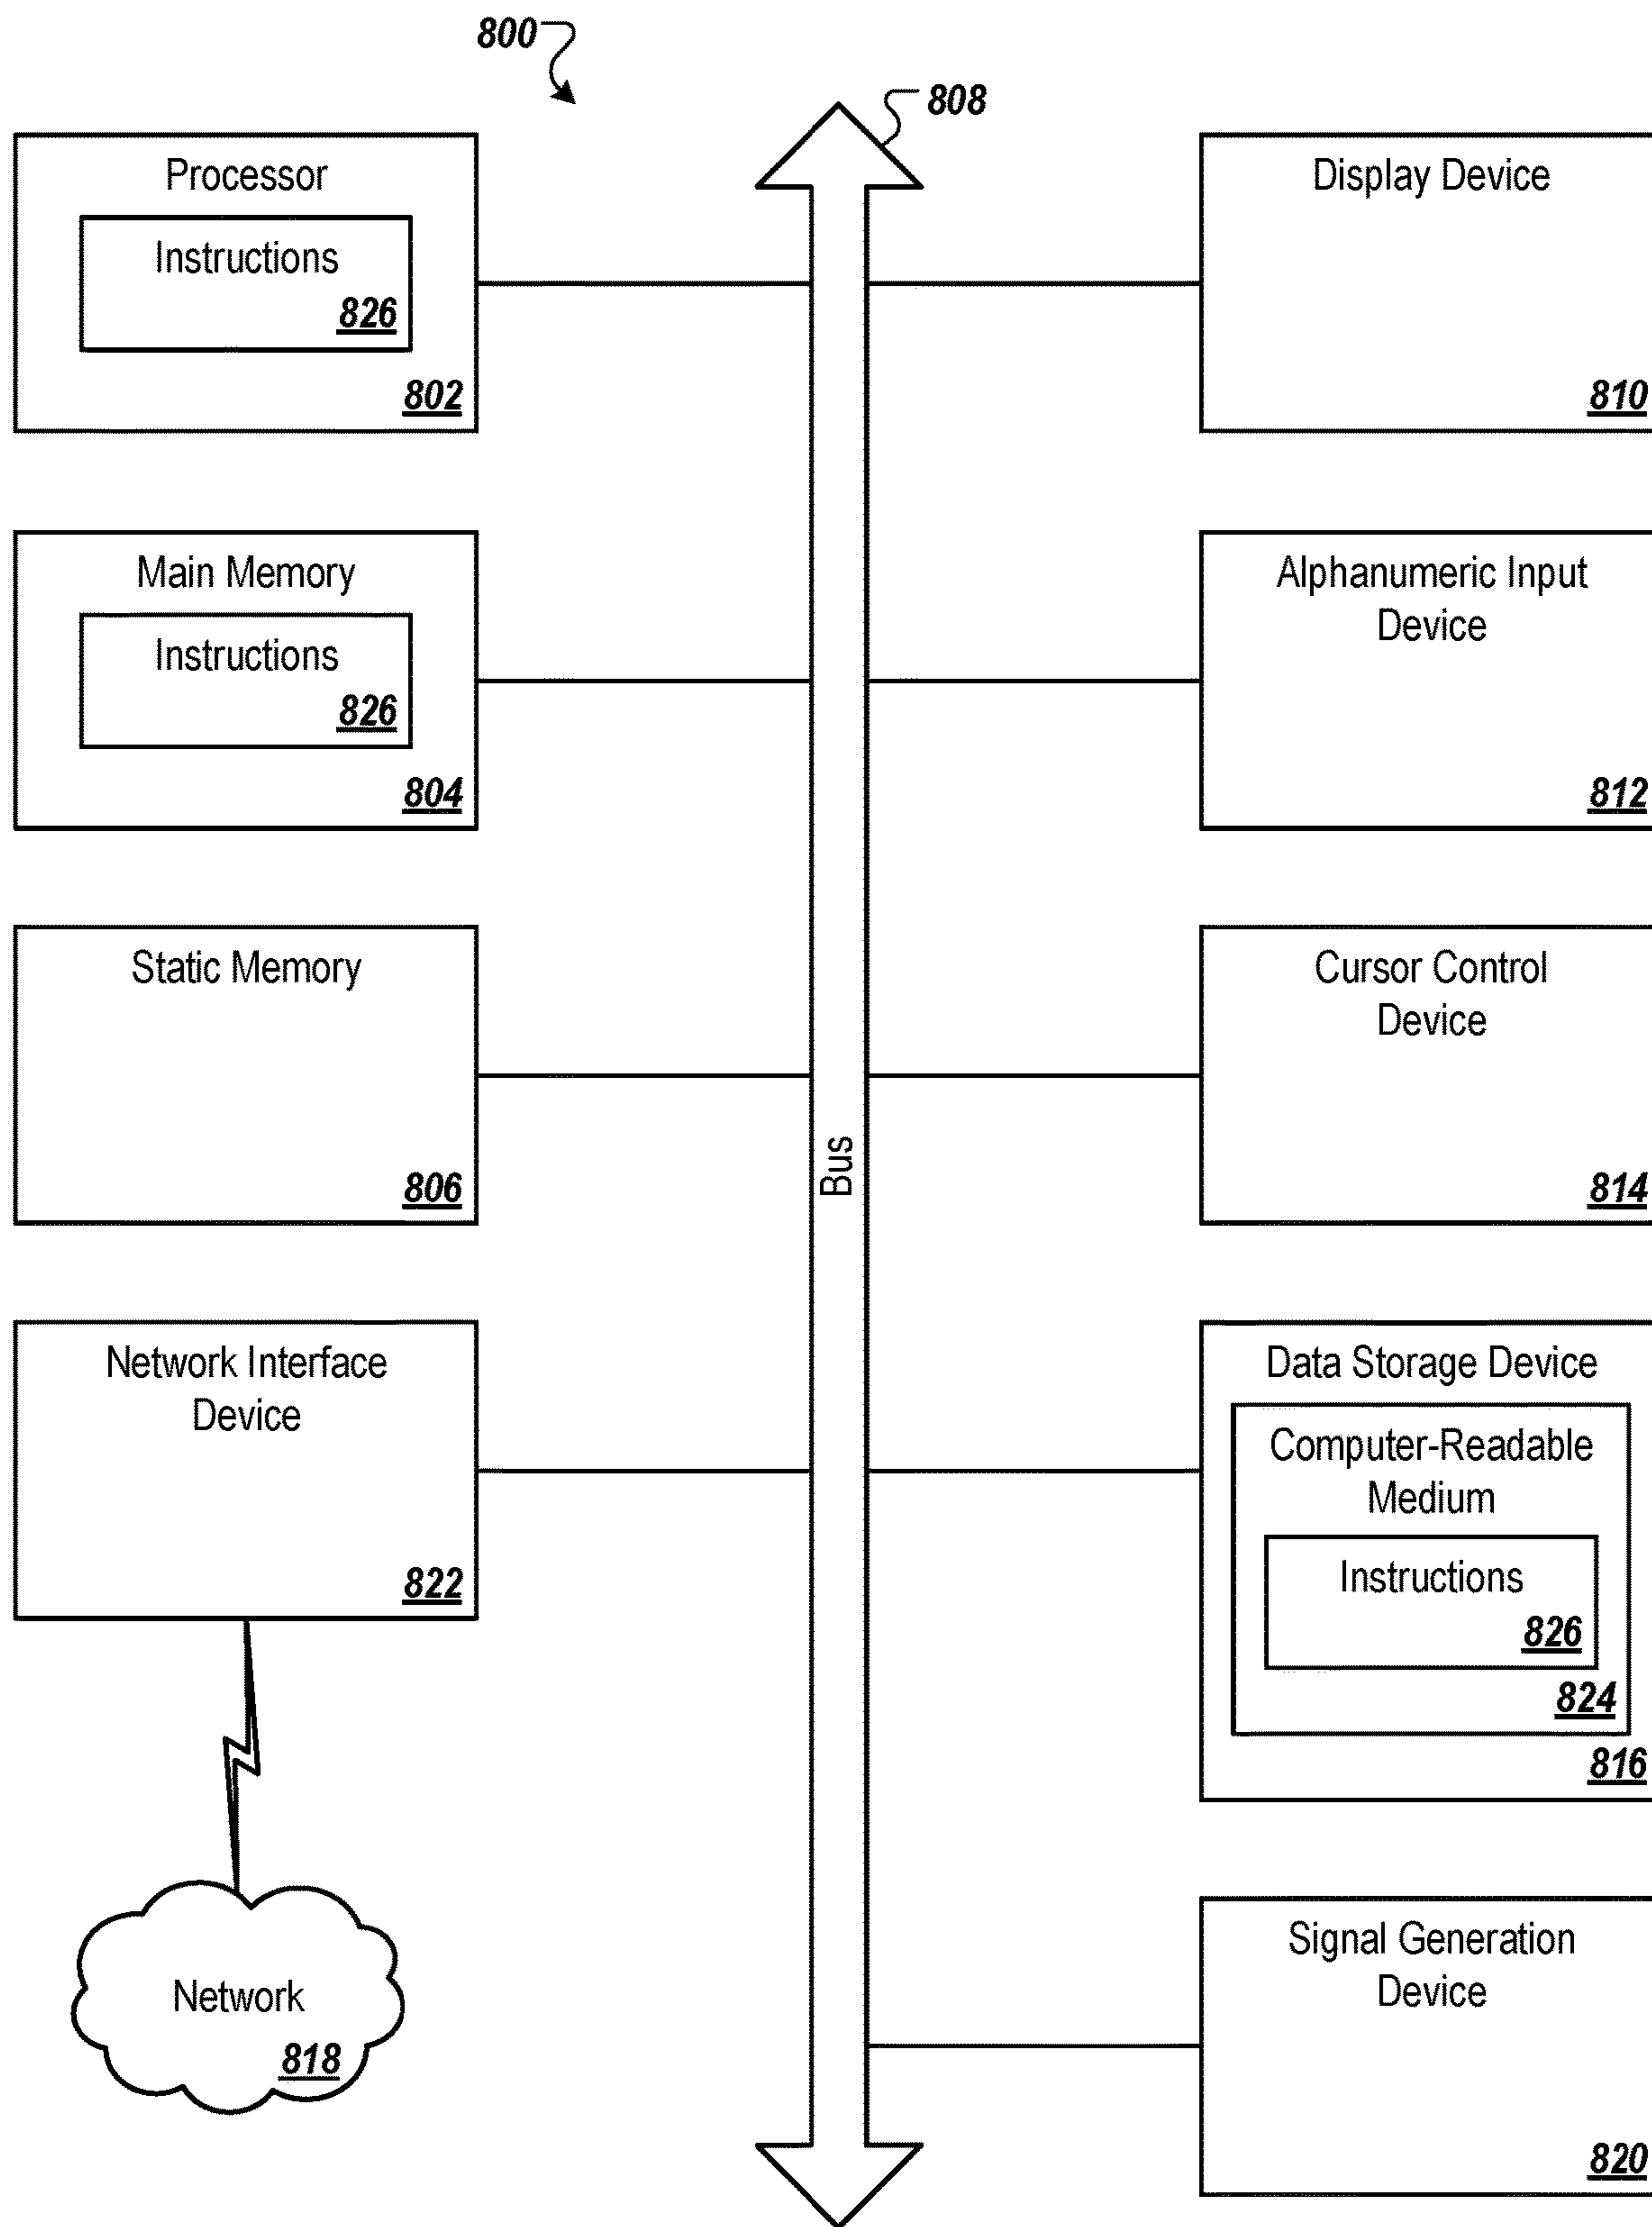 800
808
Processor
Instructions
826
802
Display Device
810
Main Memory
Instructions
826
804
Alphanumeric Input
Device
812
Static Memory
806
Cursor Control
Device
814
Bus
Network Interface
Device
822
Data Storage Device
Computer-Readable
Medium
Instructions
826
824
816
Network
818
Signal Generation
Device
820